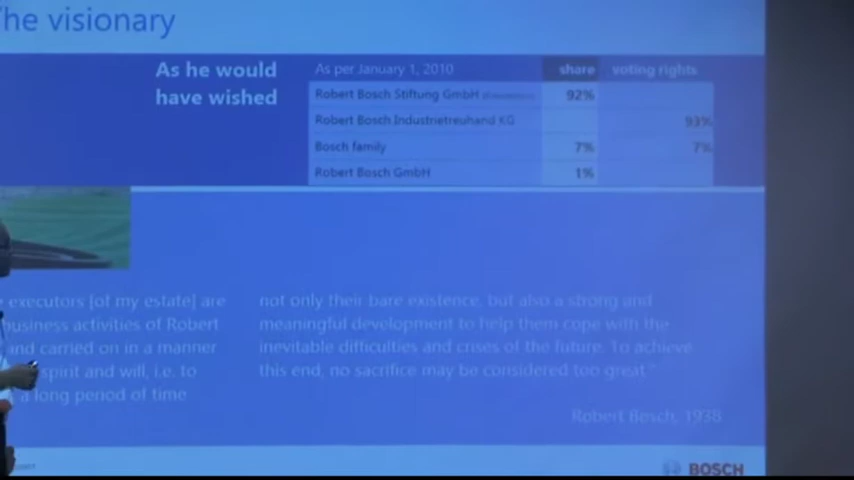 The visionary
As he would
have wished
As per January 1, 2010 share voting rights
Robert Bosch Stiftung GmbH 92%
Robert Bosch Industrietreuhand KG 93%
Bosch family 7% 7%
Robert Bosch GmbH 1%
executors [of my estate] are
business activities of Robert
and carried on in a manner
spirit and will, i.e. to
a long period of time
not only their bare existence, but also a strong and
meaningful development to help them cope with the
inevitable difficulties and crises of the future. To achieve
this end, no sacrifice may be considered too great."
Robert Bosch, 1938
BOSCH